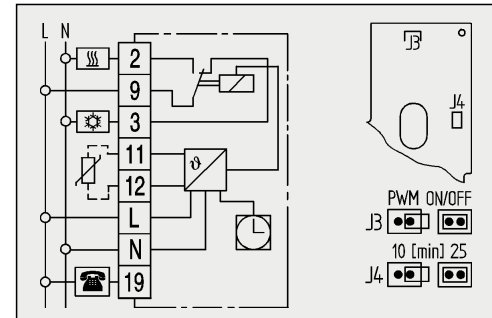 L N
2
9
3
11
12
L
N
19
ϑ
J3
J4
PWM ON/OFF
J3
10 [min] 25
J4